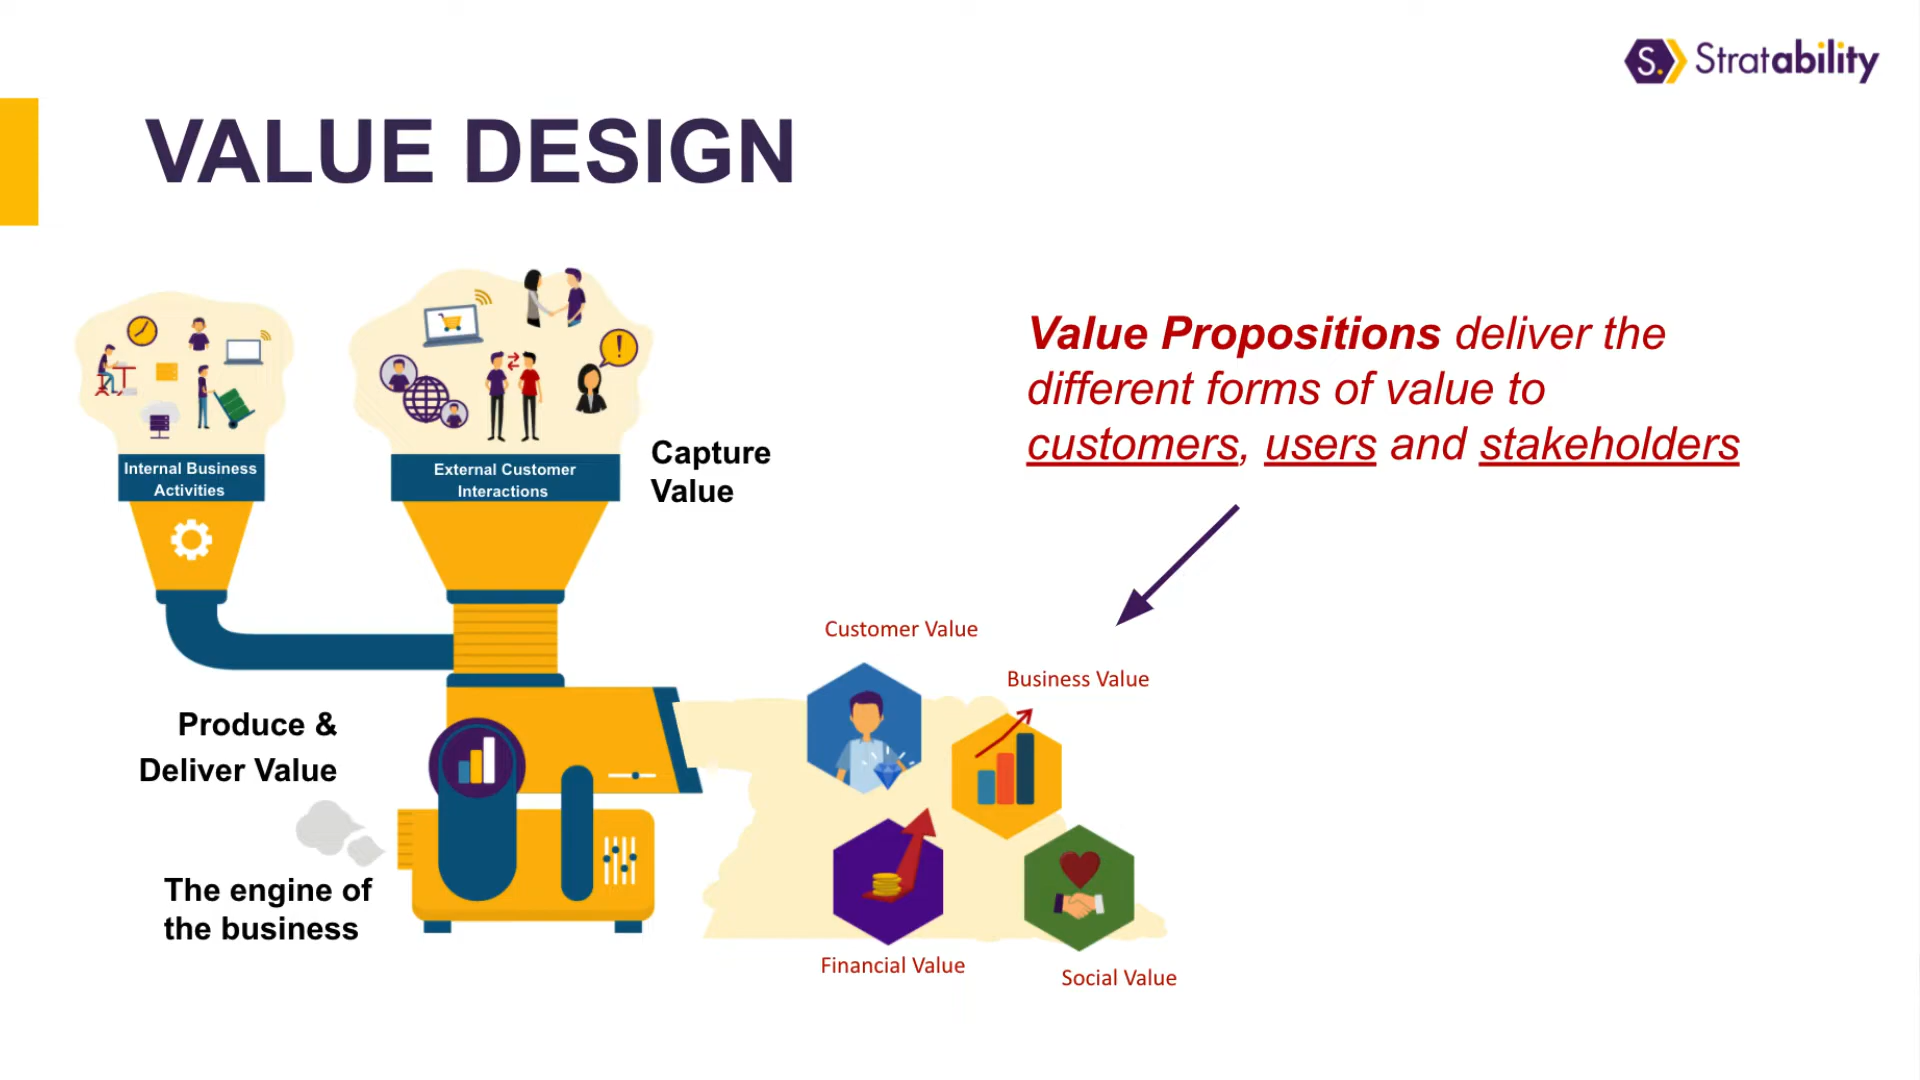 S. Stratability
VALUE DESIGN
Internal Business
Activities
External Customer
Interactions
Capture
Value
Value Propositions deliver the
different forms of value to
customers, users and stakeholders
Customer Value
Business Value
Produce &
Deliver Value
The engine of
the business
Financial Value
Social Value